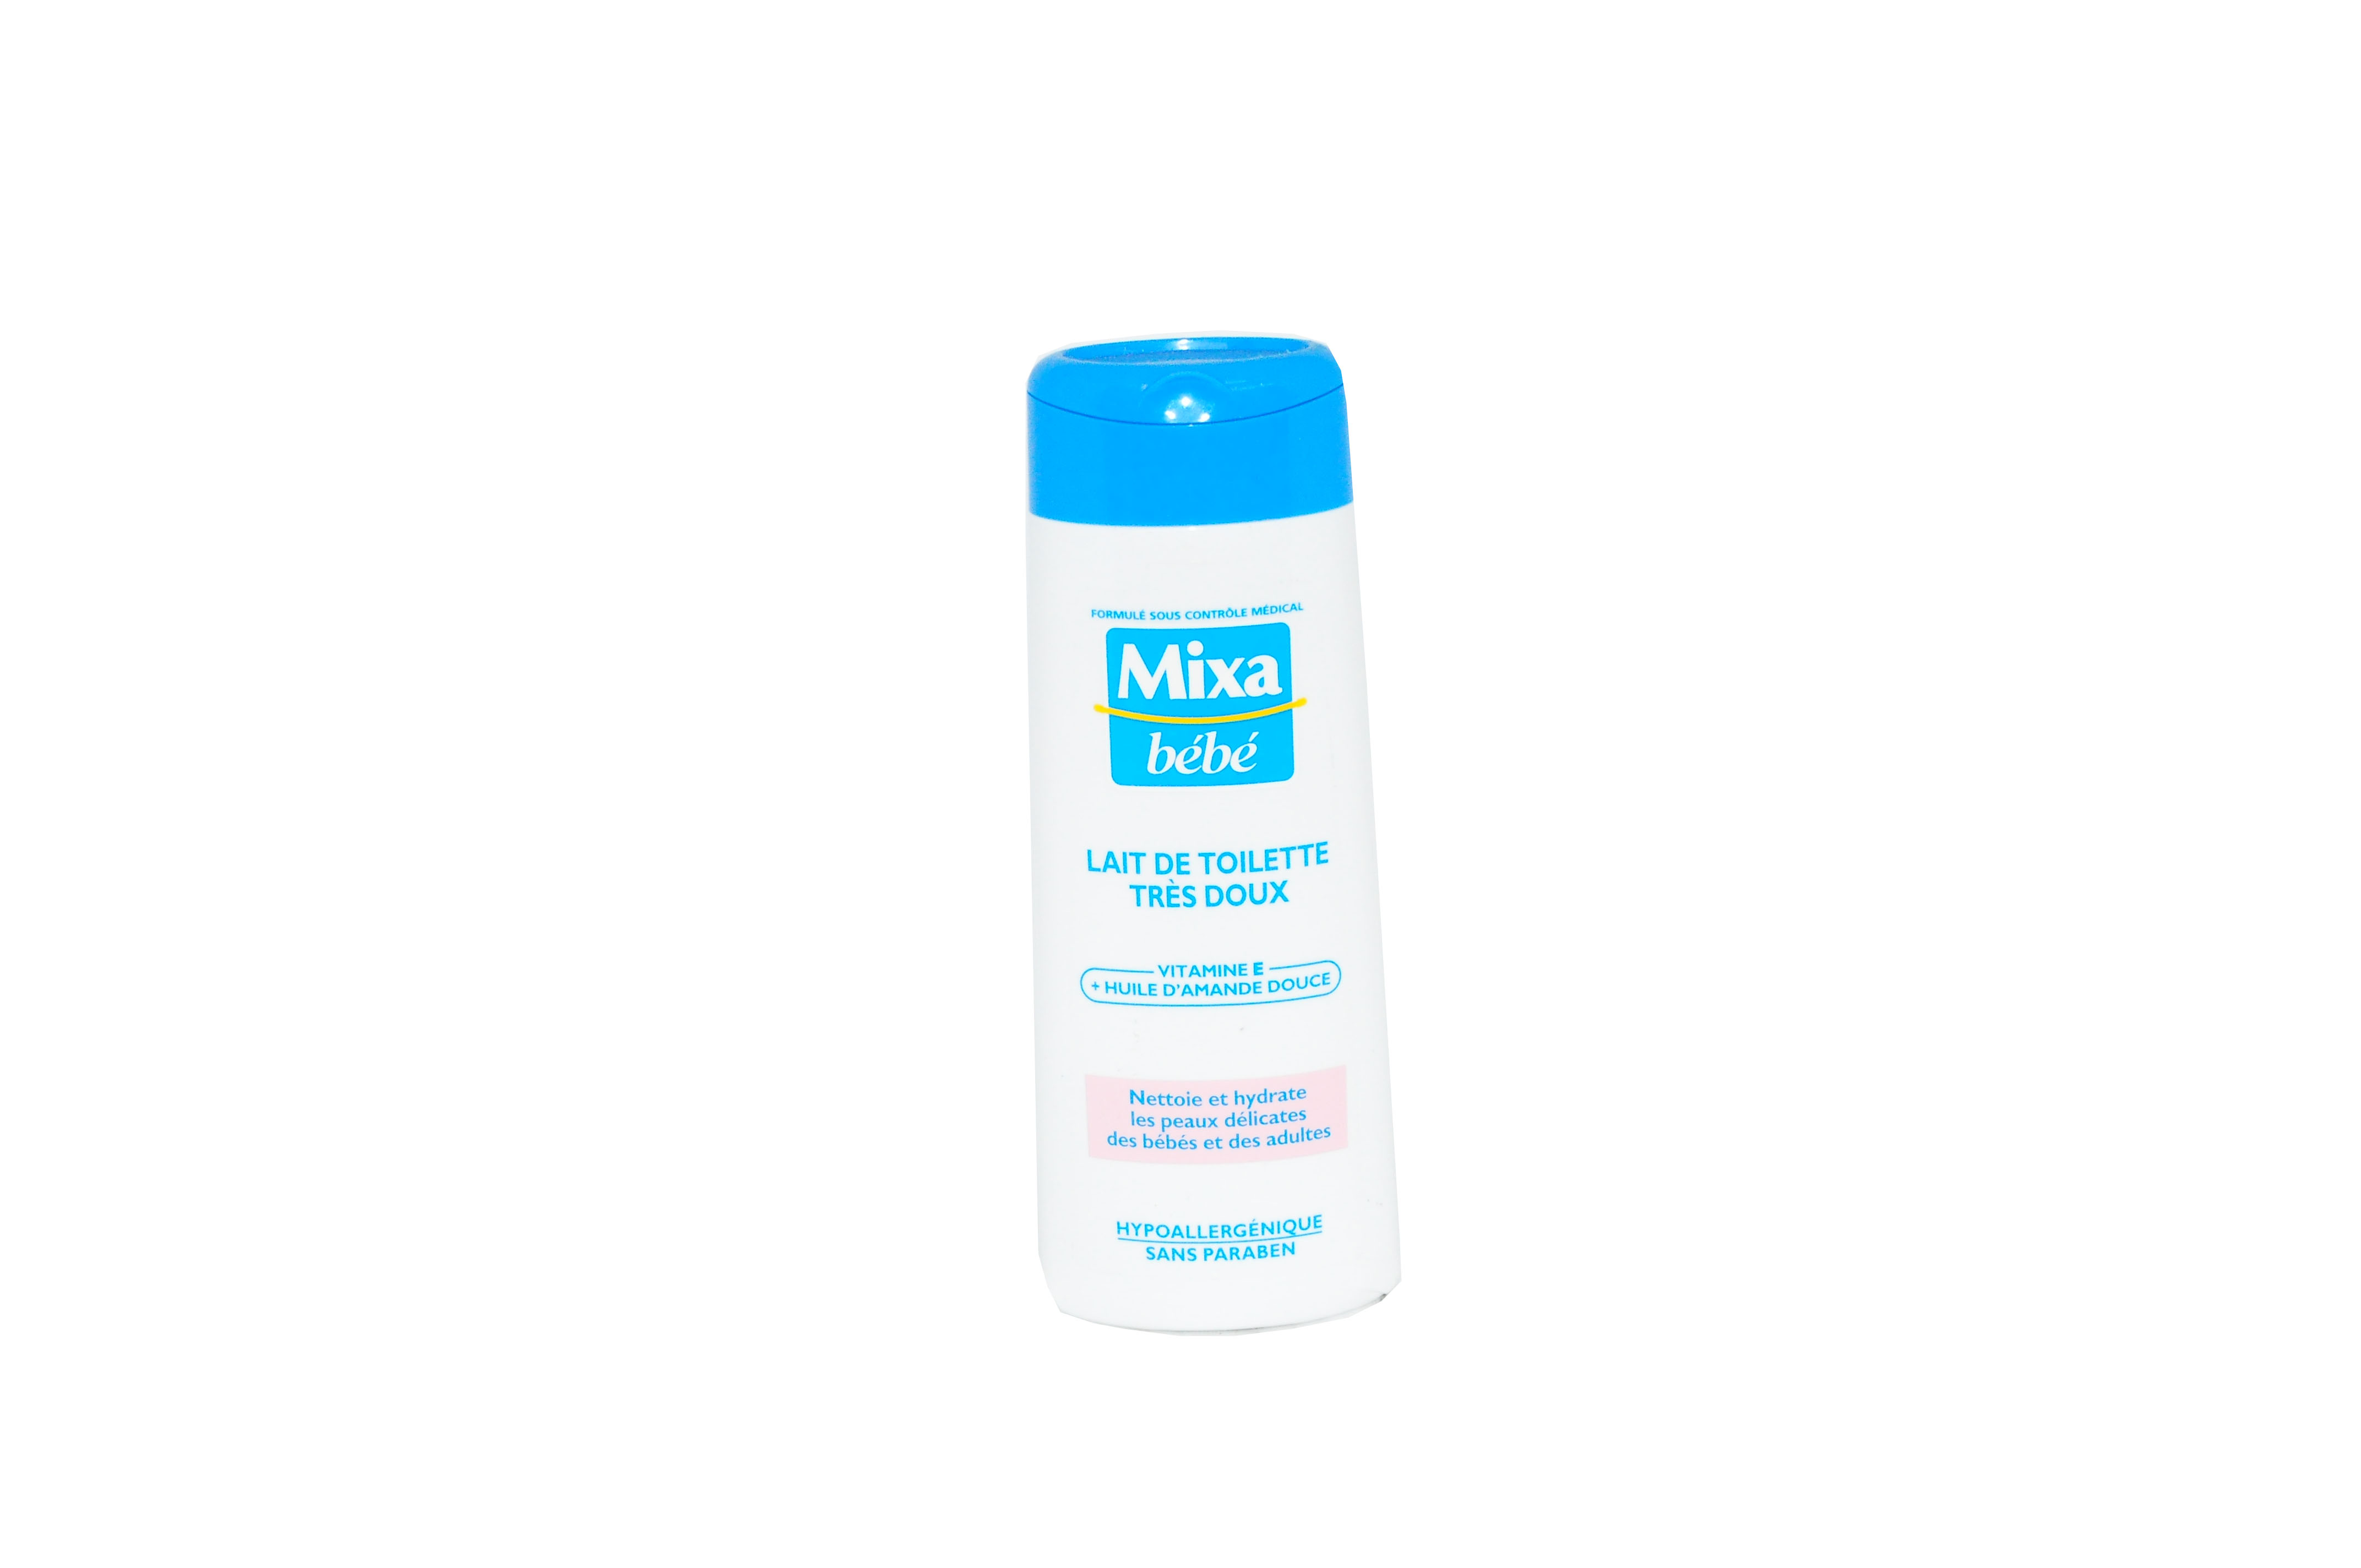 FORMULÉ SOUS CONTRÔLE MÉDICAL
Mixa
bébé
LAIT DE TOILETTE
TRÈS DOUX
VITAMINE E
+ HUILE D'AMANDE DOUCE
Nettoie et hydrate
les peaux délicates
des bébés et des adultes
HYPOALLERGÉNIQUE
SANS PARABEN